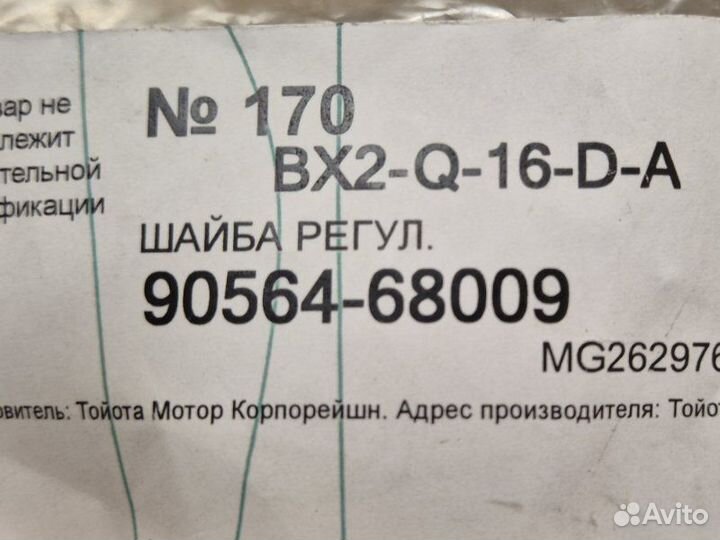 вар не
лежит
тельной
фикации
№ 170
BX2-Q-16-D-A
ШАЙБА РЕГУЛ.
90564-68009
MG262976
овитель: Тойота Мотор Корпорейшн. Адрес производителя: Тойот
Avito